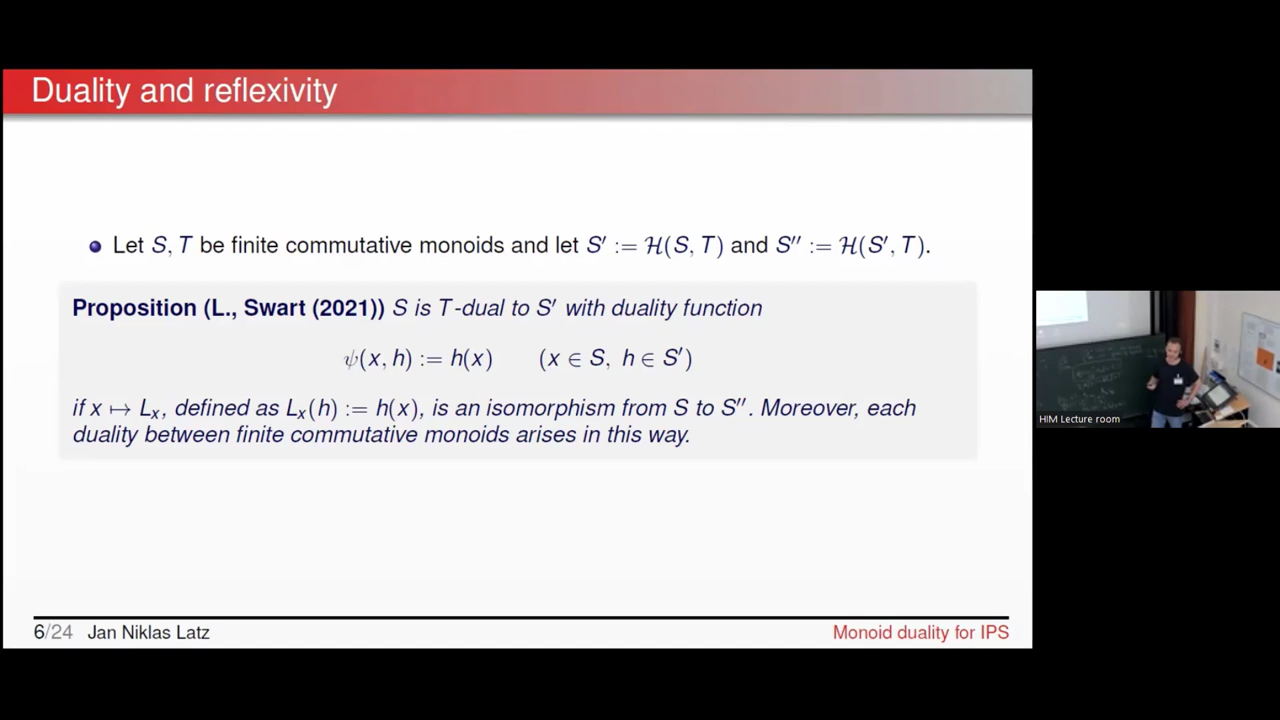 Duality and reflexivity
Let S, T be finite commutative monoids and let S′ := ℋ(S, T) and S′′ := ℋ(S′, T).
Proposition (L., Swart (2021)) S is T-dual to S′ with duality function
ψ(x, h) := h(x) (x ∈ S, h ∈ S′)
if x ↦ Lₓ, defined as Lₓ(h) := h(x), is an isomorphism from S to S′′. Moreover, each
duality between finite commutative monoids arises in this way.
6/24 Jan Niklas Latz
Monoid duality for IPS
HIM Lecture room